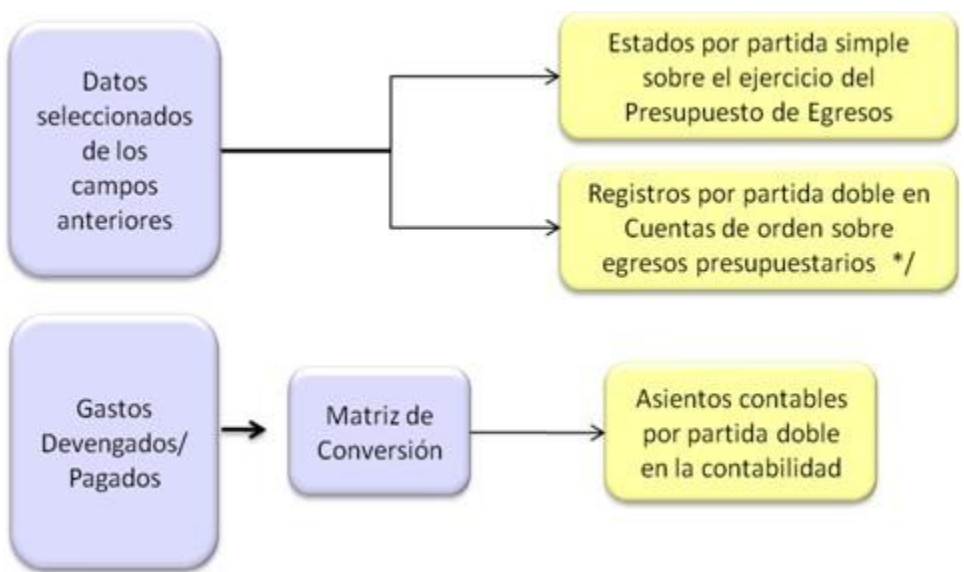 Datos
seleccionados
de los
campos
anteriores
Estados por partida simple
sobre el ejercicio del
Presupuesto de Egresos
Registros por partida doble en
Cuentas de orden sobre
egresos presupuestarios */
Gastos
Devengados/
Pagados
Matriz de
Conversión
Asientos contables
por partida doble
en la contabilidad